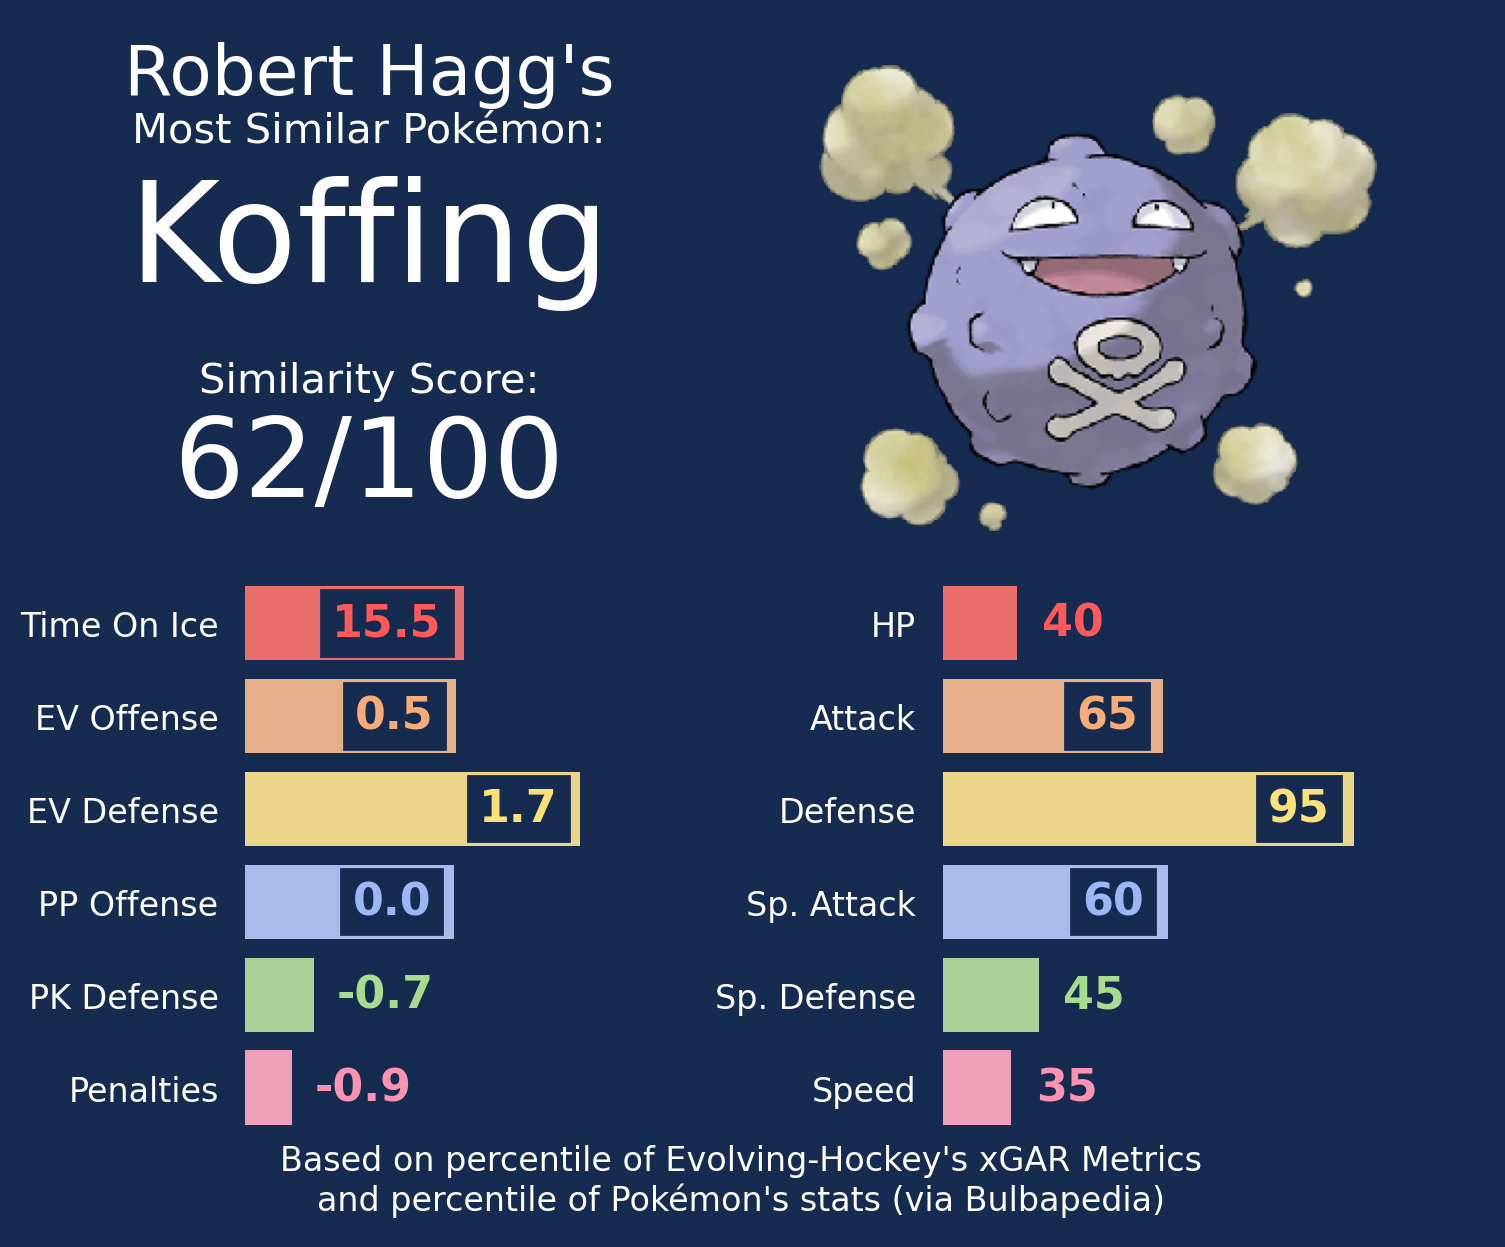 Robert Hagg's
Most Similar Pokémon:
Koffing
Similarity Score:
62/100
Time On Ice 15.5
EV Offense 0.5
EV Defense 1.7
PP Offense 0.0
PK Defense -0.7
Penalties -0.9
HP 40
Attack 65
Defense 95
Sp. Attack 60
Sp. Defense 45
Speed 35
Based on percentile of Evolving-Hockey's xGAR Metrics
and percentile of Pokémon's stats (via Bulbapedia)